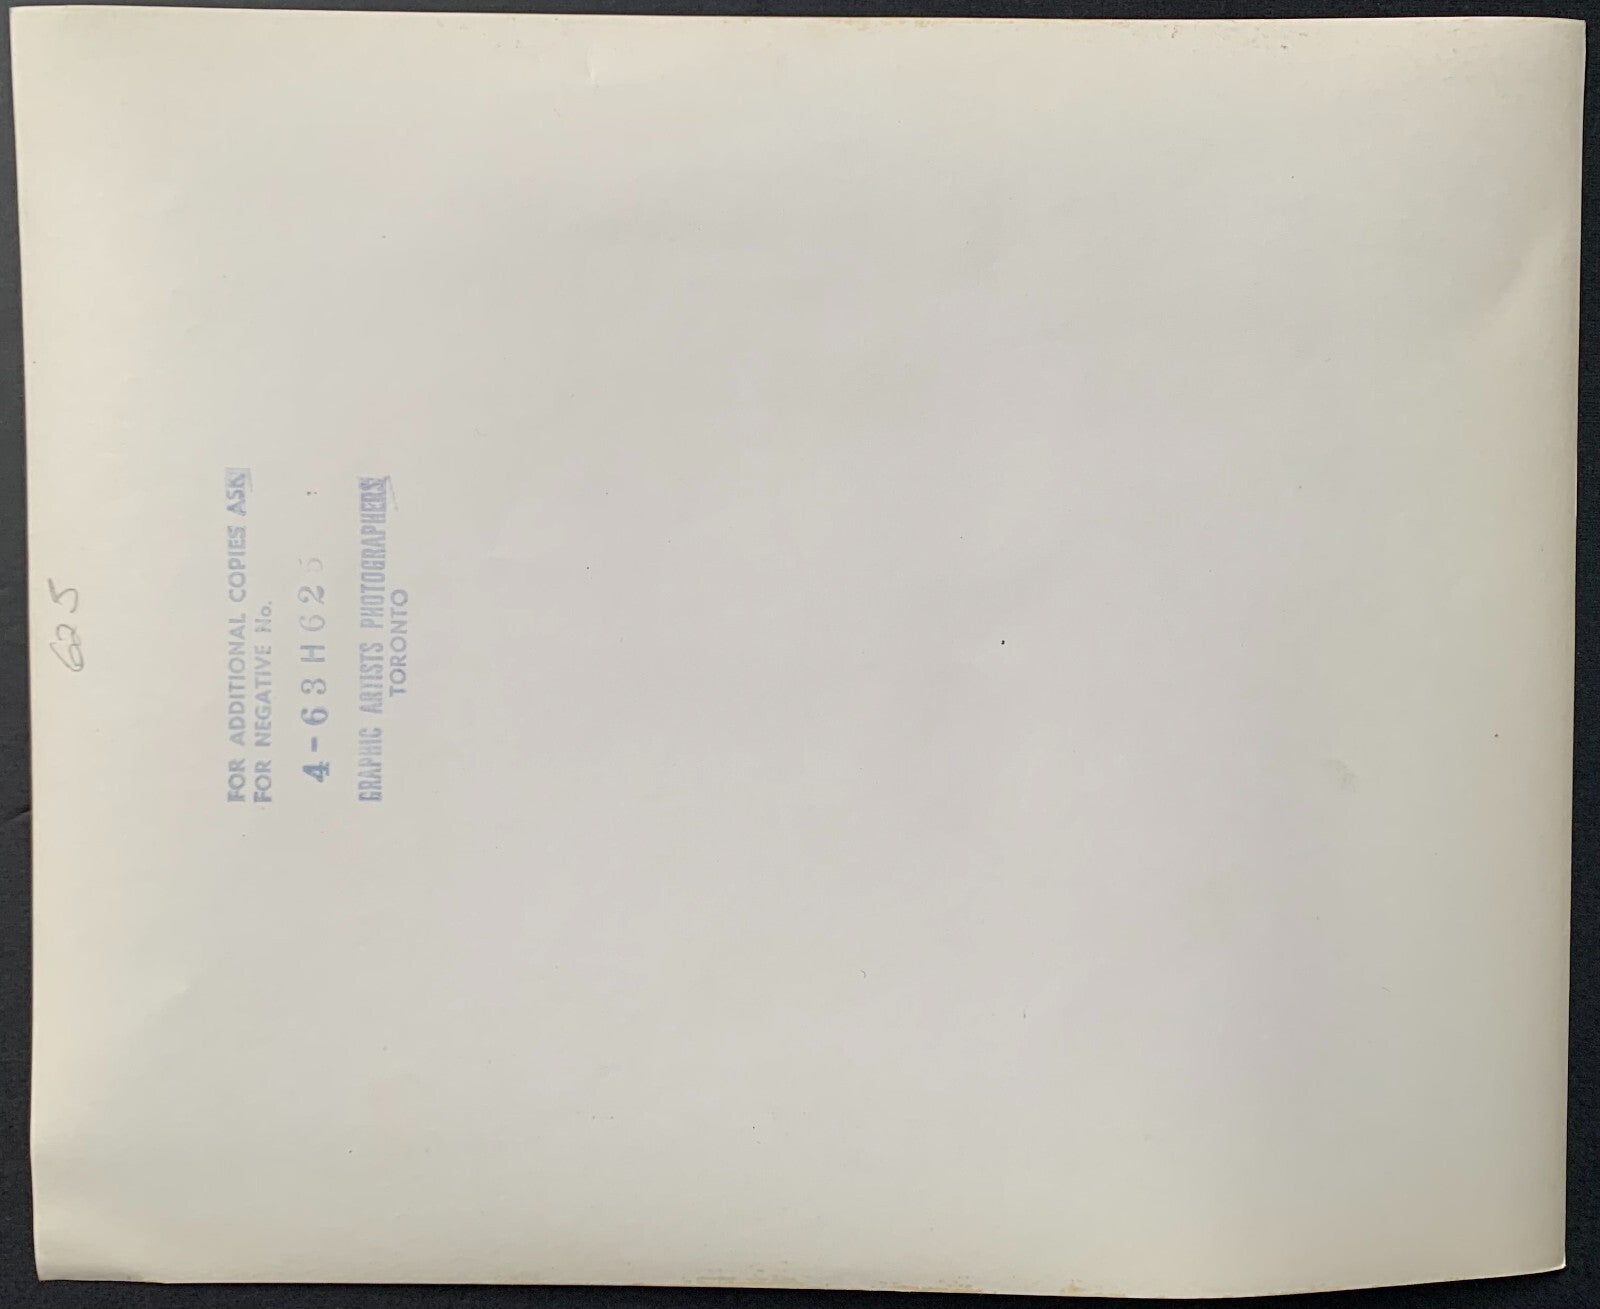 625
FOR ADDITIONAL COPIES ASK
FOR NEGATIVE No.
4-63H625
GRAPHIC ARTISTS PHOTOGRAPHERS
TORONTO